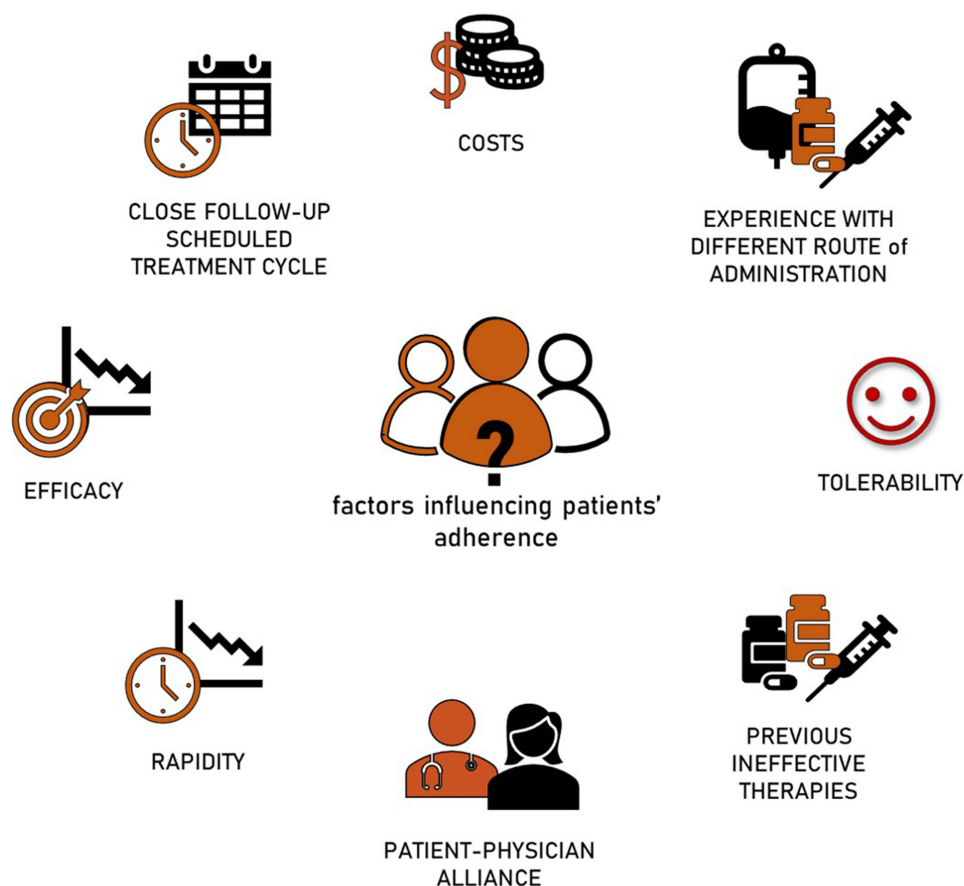 COSTS
CLOSE FOLLOW-UP
SCHEDULED
TREATMENT CYCLE
EXPERIENCE WITH
DIFFERENT ROUTE of
ADMINISTRATION
EFFICACY
?
factors influencing patients'
adherence
TOLERABILITY
RAPIDITY
PREVIOUS
INEFFECTIVE
THERAPIES
PATIENT-PHYSICIAN
ALLIANCE